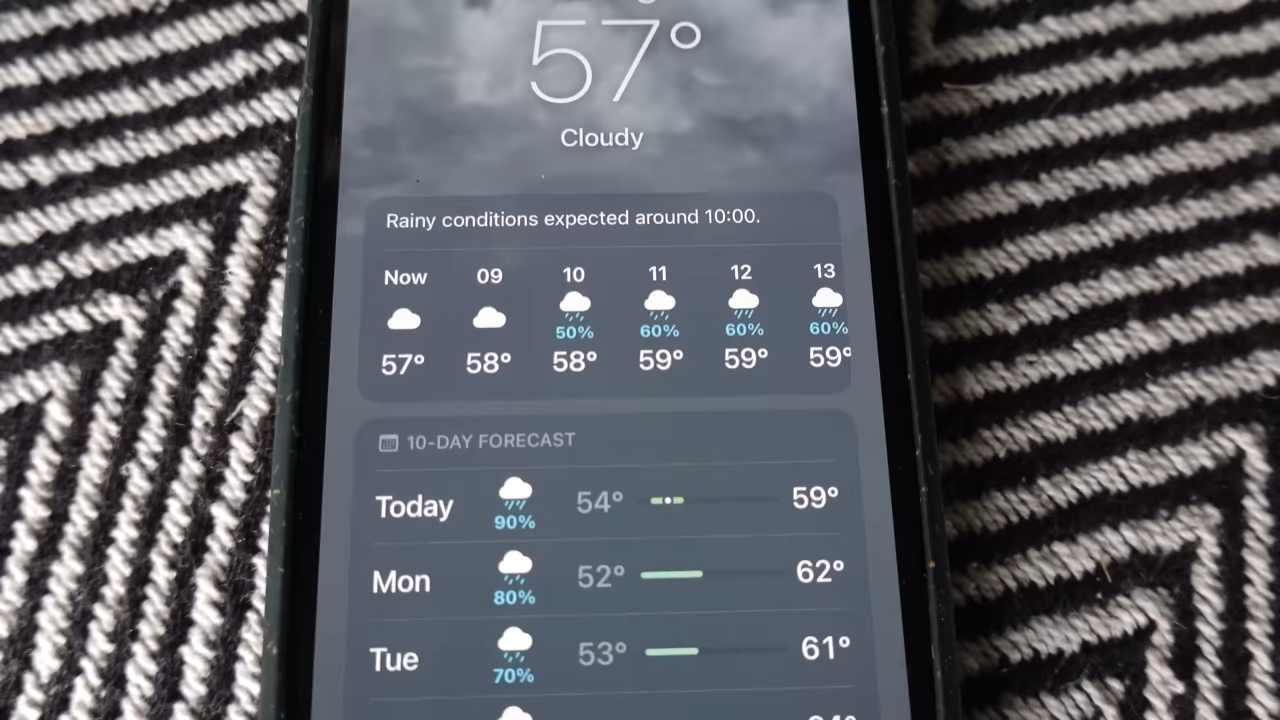 57°
Cloudy
Rainy conditions expected around 10:00.
Now 09 10 11 12 13
50% 60% 60% 60%
57° 58° 58° 59° 59° 59°
10-DAY FORECAST
Today 90% 54° 59°
Mon 80% 52° 62°
Tue 70% 53° 61°